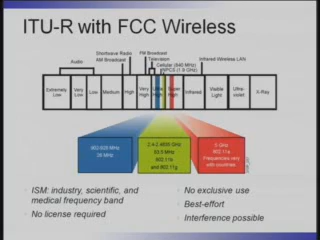 ITU-R with FCC Wireless
Shortwave Radio
FM Broadcast
Audio
AM Broadcast
Television
Infrared Wireless LAN
Cellular (840 MHz)
NPCS (1.9 GHz)
Extremely Low
Very Low
Low
Medium
High
Very High
Ultra High
Super High
Infrared
Visible Light
Ultra-violet
X-Ray
902-928 MHz
26 MHz
2.4-2.4835 GHz
83.5 MHz
802.11b
and 802.11g
5 GHz
802.11a
Frequencies vary
with countries
ISM: industry, scientific, and
medical frequency band
No license required
No exclusive use
Best-effort
Interference possible